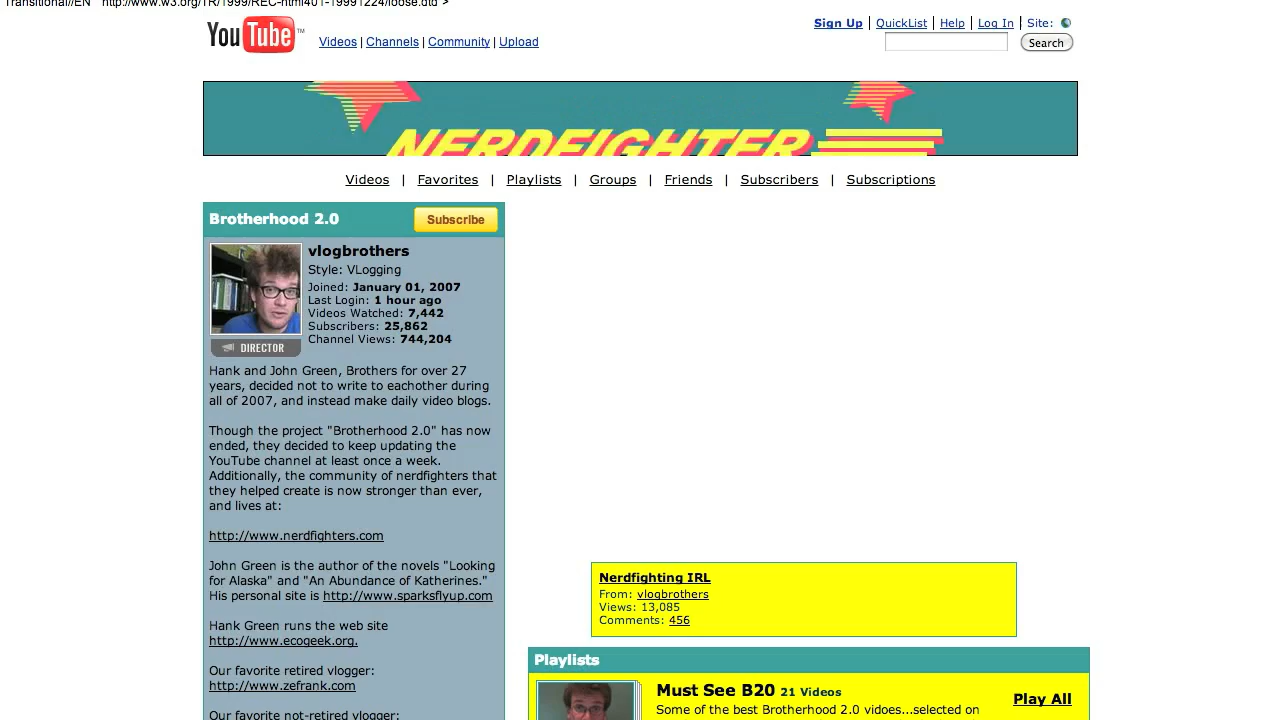 Transitional//EN" "http://www.w3.org/TR/1999/REC-html401-19991224/loose.dtd">
YouTube™
Videos | Channels | Community | Upload
Sign Up | QuickList | Help | Log In | Site:
Search
NERDFIGHTER
Videos | Favorites | Playlists | Groups | Friends | Subscribers | Subscriptions
Brotherhood 2.0 Subscribe
vlogbrothers
Style: VLogging
Joined: January 01, 2007
Last Login: 1 hour ago
Videos Watched: 7,442
Subscribers: 25,862
Channel Views: 744,204
DIRECTOR
Hank and John Green, Brothers for over 27
years, decided not to write to eachother during
all of 2007, and instead make daily video blogs.
Though the project "Brotherhood 2.0" has now
ended, they decided to keep updating the
YouTube channel at least once a week.
Additionally, the community of nerdfighters that
they helped create is now stronger than ever,
and lives at:
http://www.nerdfighters.com
John Green is the author of the novels "Looking
for Alaska" and "An Abundance of Katherines."
His personal site is http://www.sparksflyup.com
Hank Green runs the web site
http://www.ecogeek.org.
Our favorite retired vlogger:
http://www.zefrank.com
Our favorite not-retired vlogger:
Nerdfighting IRL
From: vlogbrothers
Views: 13,085
Comments: 456
Playlists
Must See B20 21 Videos
Some of the best Brotherhood 2.0 vidoes...selected on
Play All